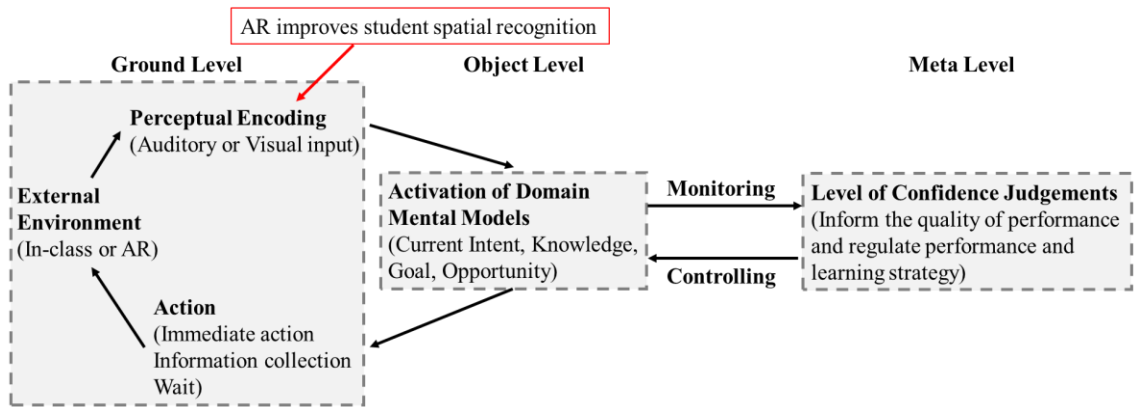 AR improves student spatial recognition
Ground Level
Object Level
Meta Level
Perceptual Encoding
(Auditory or Visual input)
External
Environment
(In-class or AR)
Action
(Immediate action
Information collection
Wait)
Activation of Domain
Mental Models
(Current Intent, Knowledge,
Goal, Opportunity)
Monitoring
Controlling
Level of Confidence Judgements
(Inform the quality of performance
and regulate performance and
learning strategy)